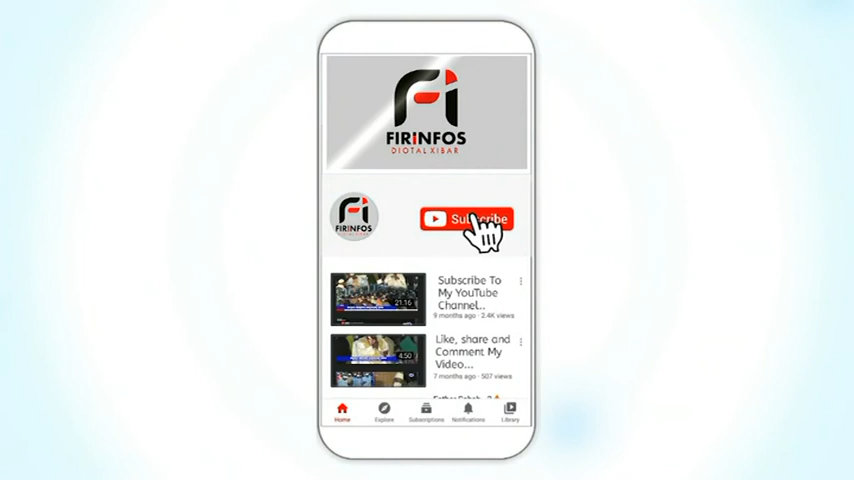 FIRiNFOS
DIOTAL XIBAR
FIRINFOS
Subscribe
Subscribe To
My YouTube
Channel..
21:16
9 months ago · 2.4K views
Like, share and
Comment My
Video...
4:50
7 months ago · 507 views
Home
Explore
Subscriptions
Notifications
Library